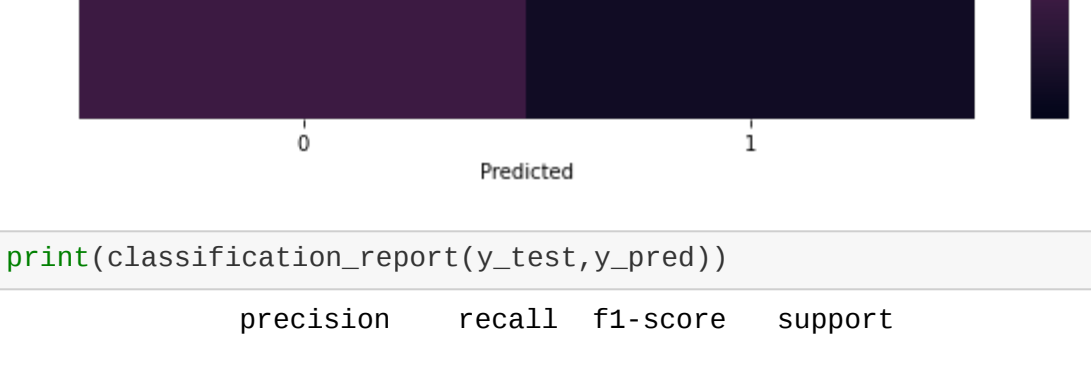 0 1
Predicted
print(classification_report(y_test,y_pred))
precision recall f1-score support